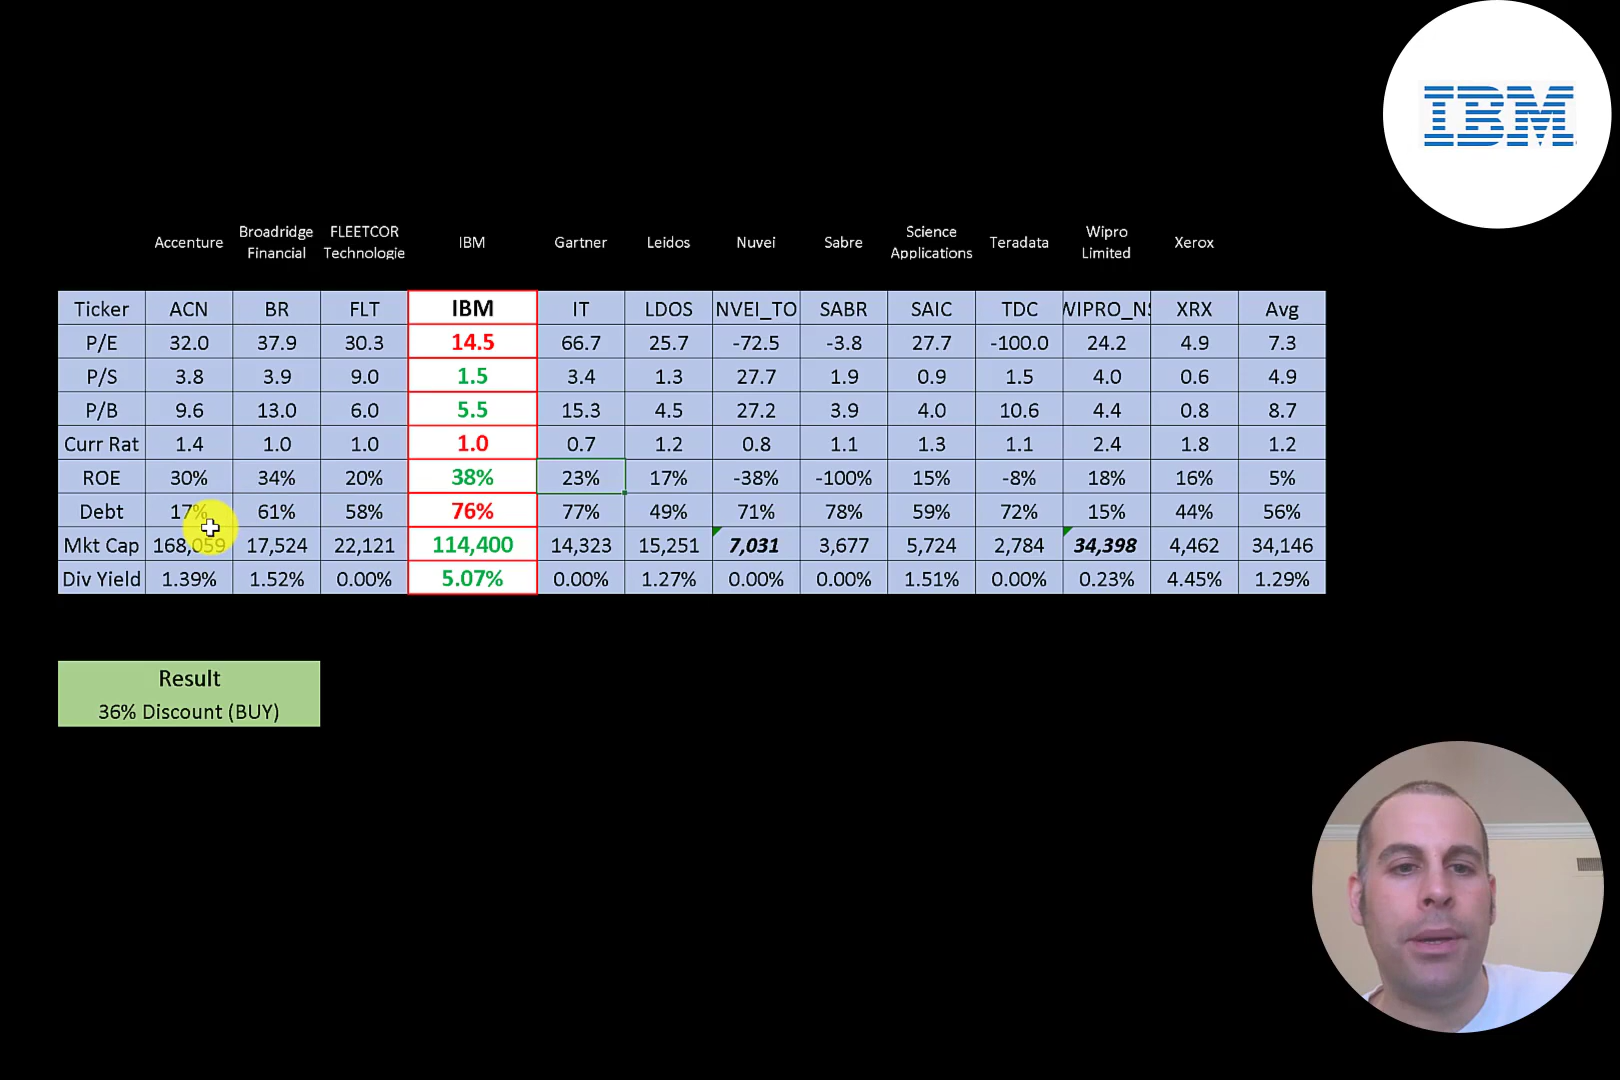 IBM
Accenture
Broadridge Financial
FLEETCOR Technologie
IBM
Gartner
Leidos
Nuvei
Sabre
Science Applications
Teradata
Wipro Limited
Xerox
Ticker ACN BR FLT IBM IT LDOS NVEI_TO SABR SAIC TDC WIPRO_NS XRX Avg
P/E 32.0 37.9 30.3 14.5 66.7 25.7 -72.5 -3.8 27.7 -100.0 24.2 4.9 7.3
P/S 3.8 3.9 9.0 1.5 3.4 1.3 27.7 1.9 0.9 1.5 4.0 0.6 4.9
P/B 9.6 13.0 6.0 5.5 15.3 4.5 27.2 3.9 4.0 10.6 4.4 0.8 8.7
Curr Rat 1.4 1.0 1.0 1.0 0.7 1.2 0.8 1.1 1.3 1.1 2.4 1.8 1.2
ROE 30% 34% 20% 38% 23% 17% -38% -100% 15% -8% 18% 16% 5%
Debt 17% 61% 58% 76% 77% 49% 71% 78% 59% 72% 15% 44% 56%
Mkt Cap 168,059 17,524 22,121 114,400 14,323 15,251 7,031 3,677 5,724 2,784 34,398 4,462 34,146
Div Yield 1.39% 1.52% 0.00% 5.07% 0.00% 1.27% 0.00% 0.00% 1.51% 0.00% 0.23% 4.45% 1.29%
Result
36% Discount (BUY)